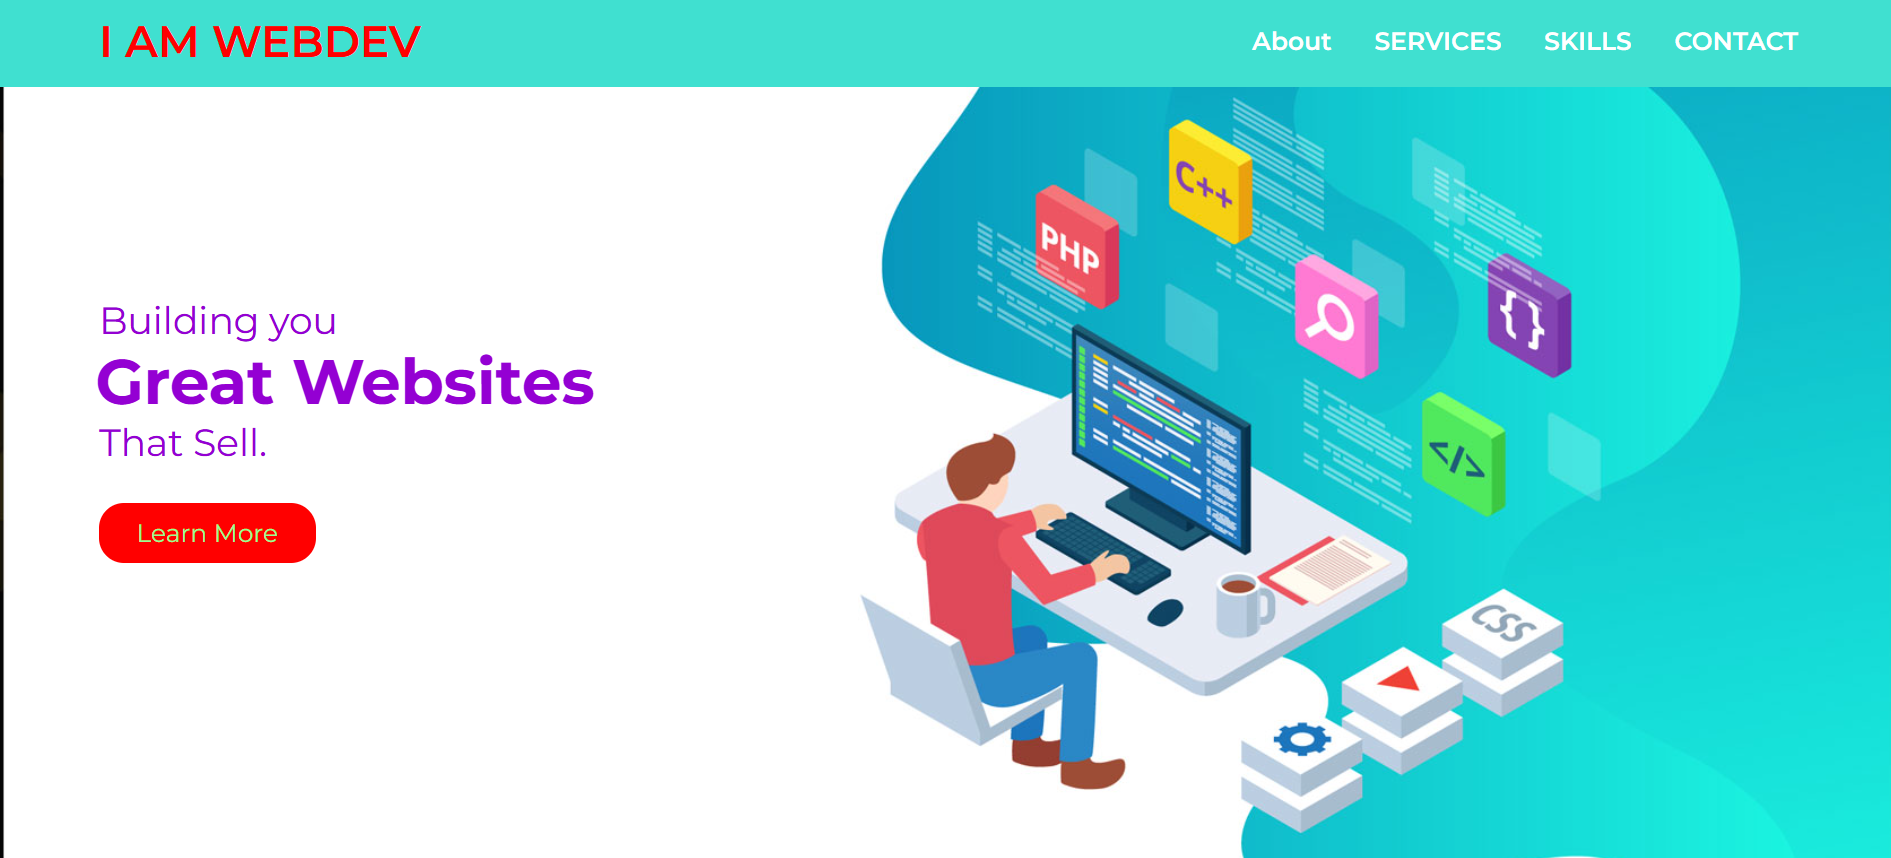 I AM WEBDEV
About SERVICES SKILLS CONTACT
Building you
Great Websites
That Sell.
Learn More
C++
PHP
{}
</>
CSS